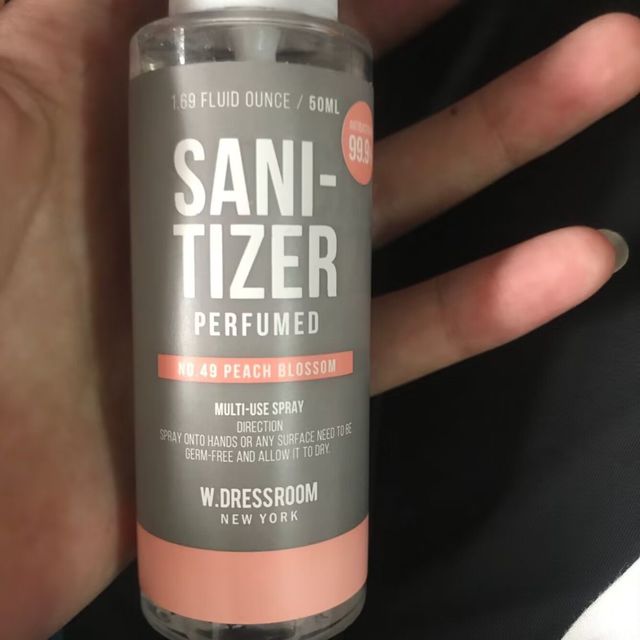 1.69 FLUID OUNCE / 50ML
99.9
SANI-
TIZER
PERFUMED
NO.49 PEACH BLOSSOM
MULTI-USE SPRAY
DIRECTION
SPRAY ONTO HANDS OR ANY SURFACE NEED TO BE
GERM-FREE AND ALLOW IT TO DRY.
W.DRESSROOM
NEW YORK